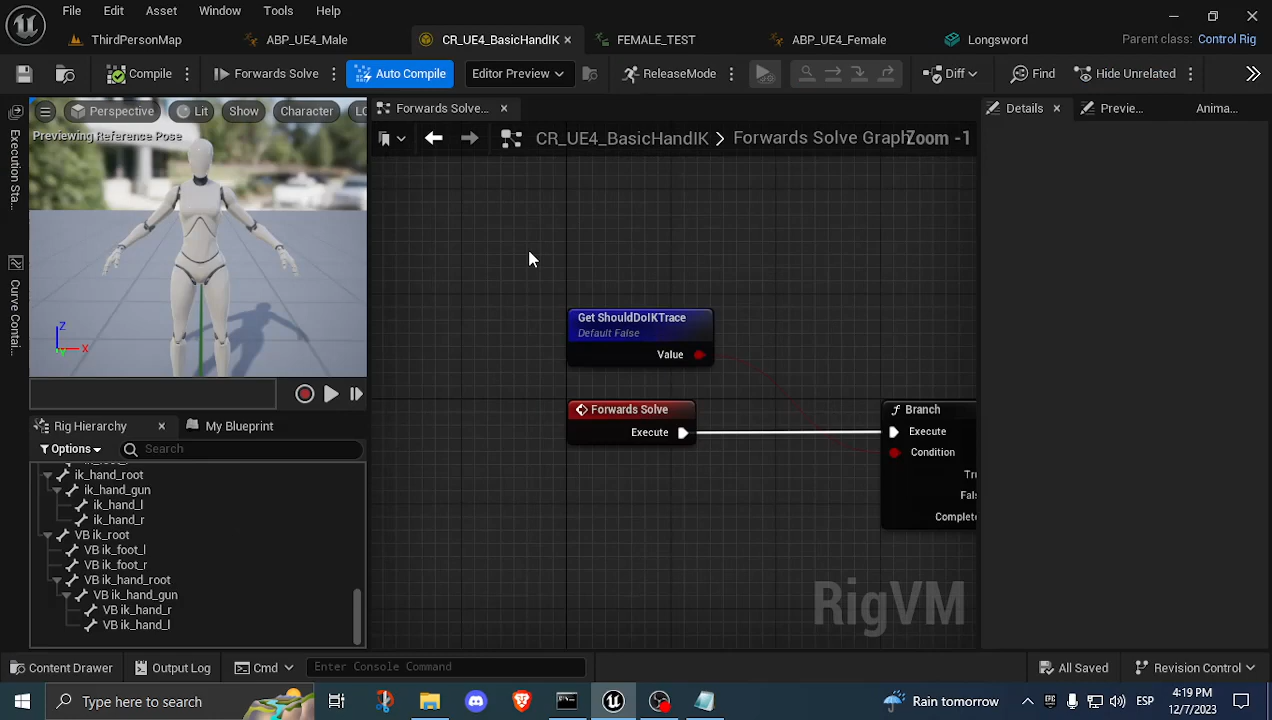 File Edit Asset Window Tools Help
ThirdPersonMap ABP_UE4_Male CR_UE4_BasicHandIK FEMALE_TEST ABP_UE4_Female Longsword Parent class: Control Rig
Compile Forwards Solve Auto Compile Editor Preview ReleaseMode Diff Find Hide Unrelated
Execution Sta...
Curve Contai...
Perspective Lit Show Character LO
Previewing Reference Pose
Z
X
Y
Forwards Solve...
CR_UE4_BasicHandIK > Forwards Solve Graph Zoom -1
Get ShouldDoIKTrace
Default False
Value
Forwards Solve
Execute
Branch
Execute
Condition
Tru
Fals
Complete
RigVM
Details Previe... Anima...
Rig Hierarchy My Blueprint
Options Search
ik_hand_root
ik_hand_gun
ik_hand_l
ik_hand_r
VB ik_root
VB ik_foot_l
VB ik_foot_r
VB ik_hand_root
VB ik_hand_gun
VB ik_hand_r
VB ik_hand_l
Content Drawer Output Log Cmd Enter Console Command All Saved Revision Control
Type here to search Rain tomorrow ESP 4:19 PM
12/7/2023